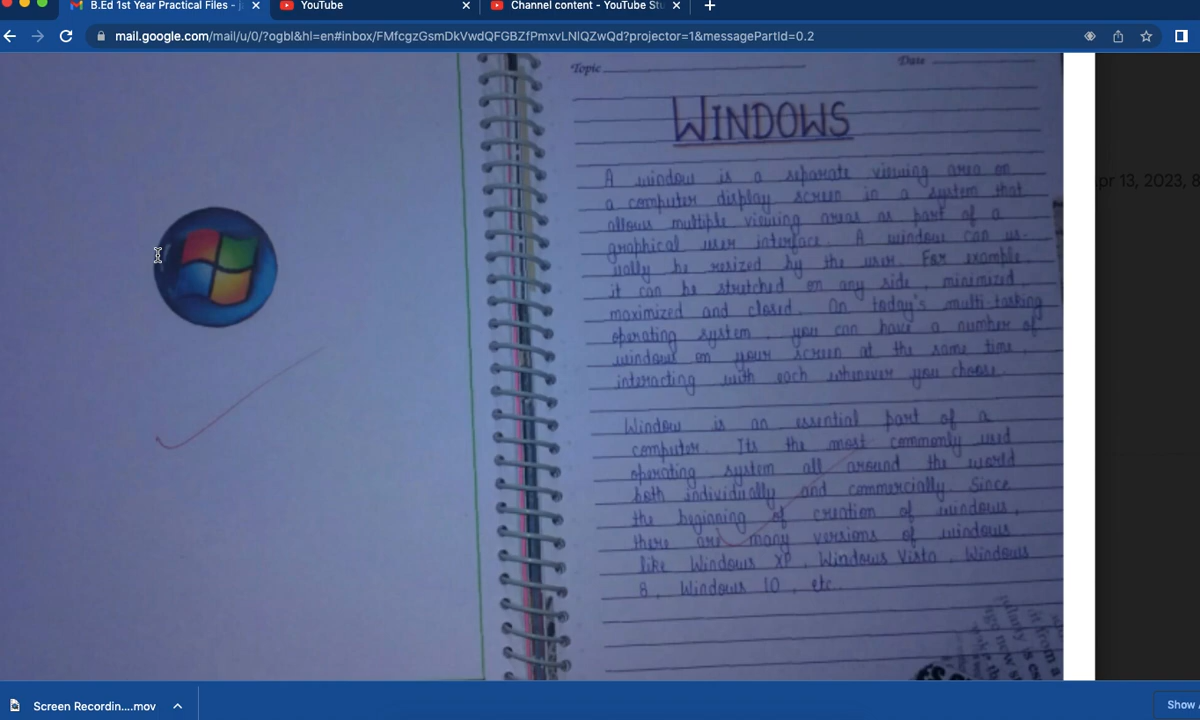 B.Ed 1st Year Practical Files -
YouTube
Channel content - YouTube Stu
mail.google.com/mail/u/0/?ogbl&hl=en#inbox/FMfcgzGsmDkVwdQFGBZfPmxvLNlQZwQd?projector=1&messagePartId=0.2
Topic
Date
WINDOWS
A window is a separate viewing area on
a computer display screen in a system that
allows multiple viewing areas as part of a
graphical user interface. A window can us-
ually be resized by the user. For example,
it can be stretched on any side, minimized,
maximized and closed. On today's multi-tasking
operating system, you can have a number of
windows on your screen at the same time,
interacting with each whenever you choose.
Window is an essential part of a
computer. Its the most commonly used
operating system all around the world
both individually and commercially. Since
the beginning of creation of windows,
there are many versions of windows
like Windows XP, Windows Vista, Windows
8, Windows 10, etc.
pr 13, 2023, 8
Screen Recordin....mov
Show